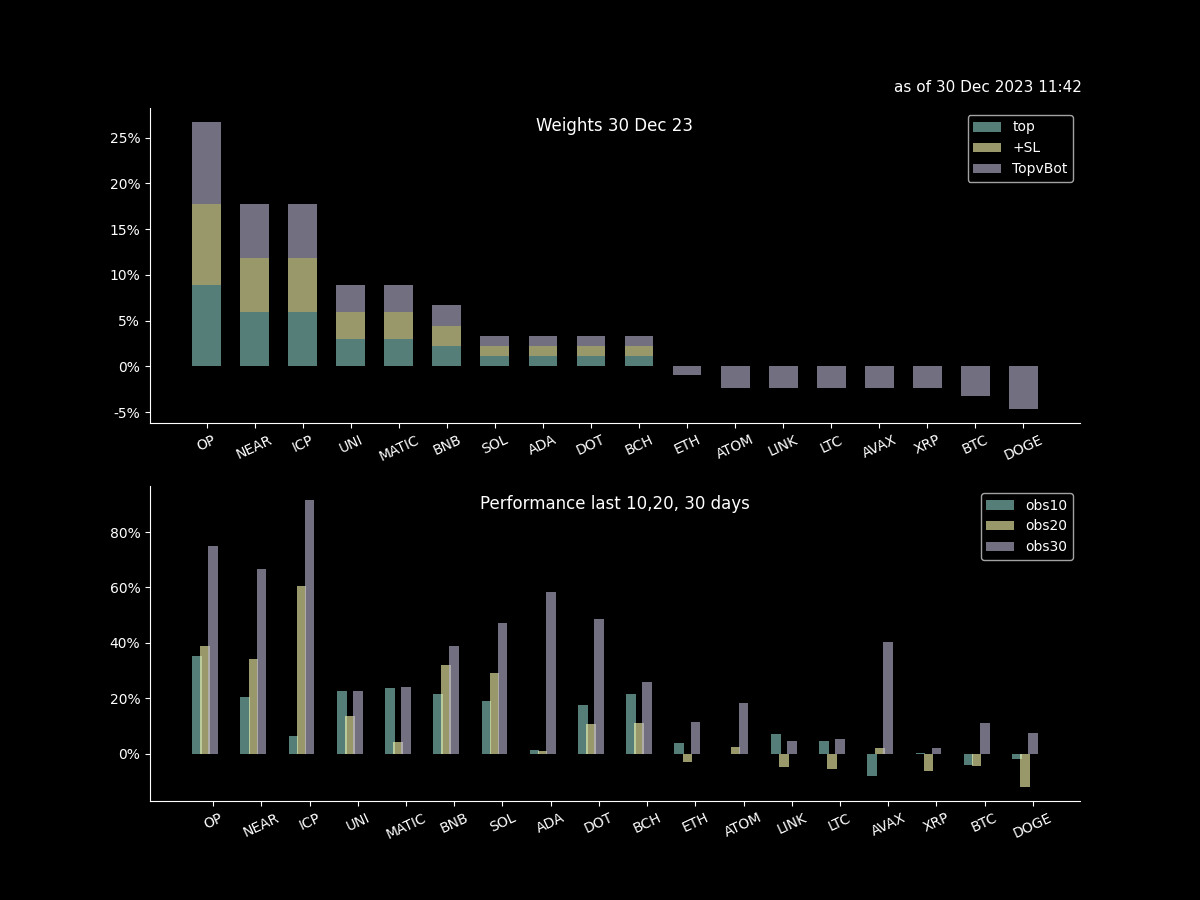 as of 30 Dec 2023 11:42
Weights 30 Dec 23
top
+SL
TopvBot
25%
20%
15%
10%
5%
0%
-5%
OP NEAR ICP UNI MATIC BNB SOL ADA DOT BCH ETH ATOM LINK LTC AVAX XRP BTC DOGE
Performance last 10,20, 30 days
obs10
obs20
obs30
80%
60%
40%
20%
0%
OP NEAR ICP UNI MATIC BNB SOL ADA DOT BCH ETH ATOM LINK LTC AVAX XRP BTC DOGE